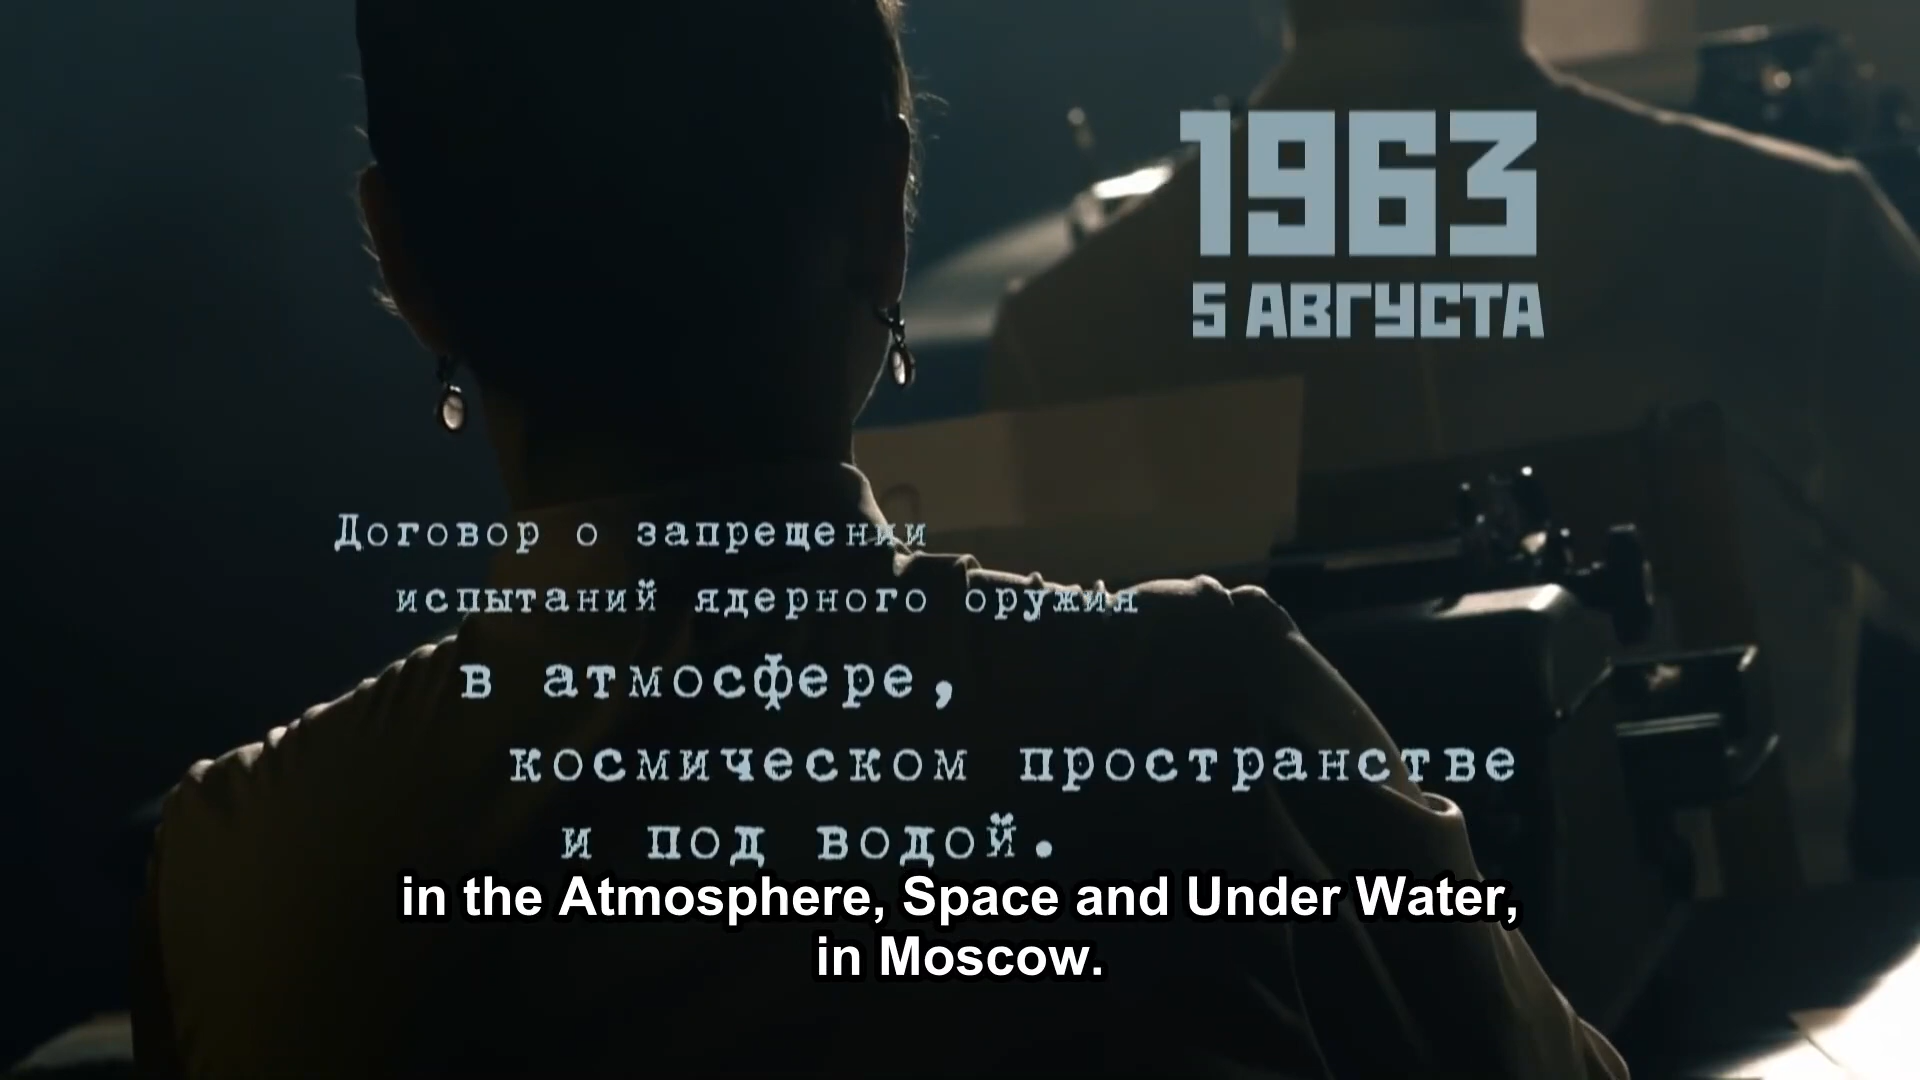 1963
5 АВГУСТА
Договор о запрещении
испытаний ядерного оружия
в атмосфере,
космическом пространстве
и под водой.
in the Atmosphere, Space and Under Water,
in Moscow.